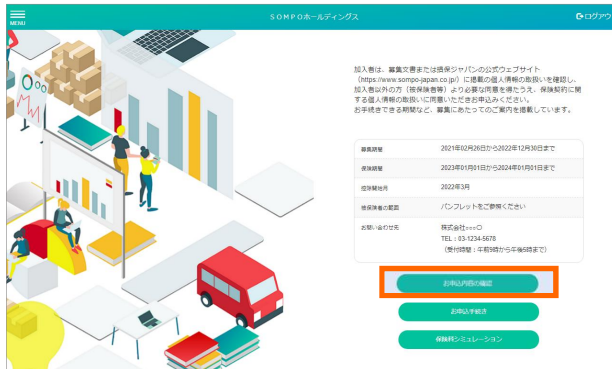 MENU
SOMPOホールディングス
ログアウ
加入者は、募集文書または損保ジャパンの公式ウェブサイト
（https://www.sompo-japan.co.jp/）に掲載の個人情報の取扱いを確認し、
加入者以外の方（被保険者等）より必要な同意を得たうえ、保険契約に関
する個人情報の取扱いに同意いただきお申込みください。
お手続きできる期間など、募集にあたってのご案内を掲載しています。
募集期間 2021年02月26日から2022年12月30日まで
保険期間 2023年01月01日から2024年01月01日まで
控除開始月 2022年3月
被保険者の範囲 パンフレットをご参照ください
お問い合わせ先 株式会社○○○○
TEL：03-1234-5678
（受付時間：午前9時から午後5時まで）
お申込内容の確認
お申込手続き
保険料シミュレーション